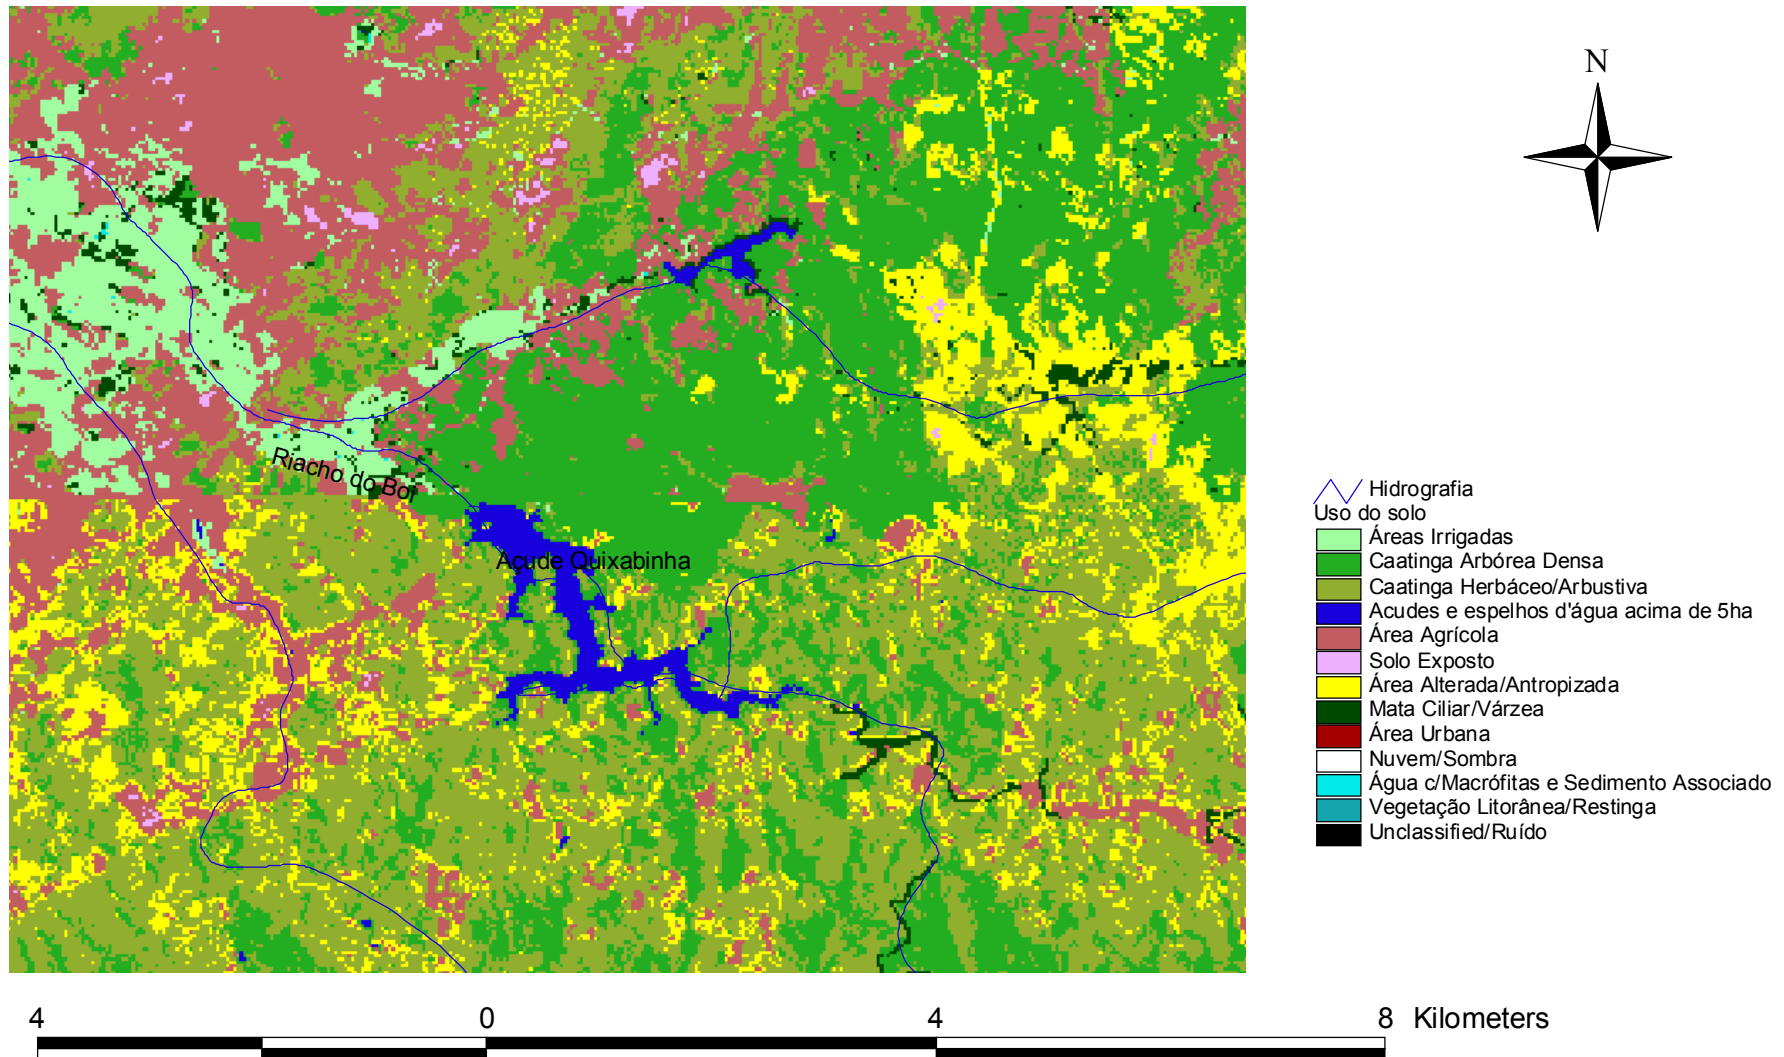 N
Riacho do Boi
Açude Quixabinha
Hidrografia
Uso do solo
Áreas Irrigadas
Caatinga Arbórea Densa
Caatinga Herbáceo/Arbustiva
Acudes e espelhos d'água acima de 5ha
Área Agrícola
Solo Exposto
Área Alterada/Antropizada
Mata Ciliar/Várzea
Área Urbana
Nuvem/Sombra
Água c/Macrófitas e Sedimento Associado
Vegetação Litorânea/Restinga
Unclassified/Ruído
4 0 4 8 Kilometers